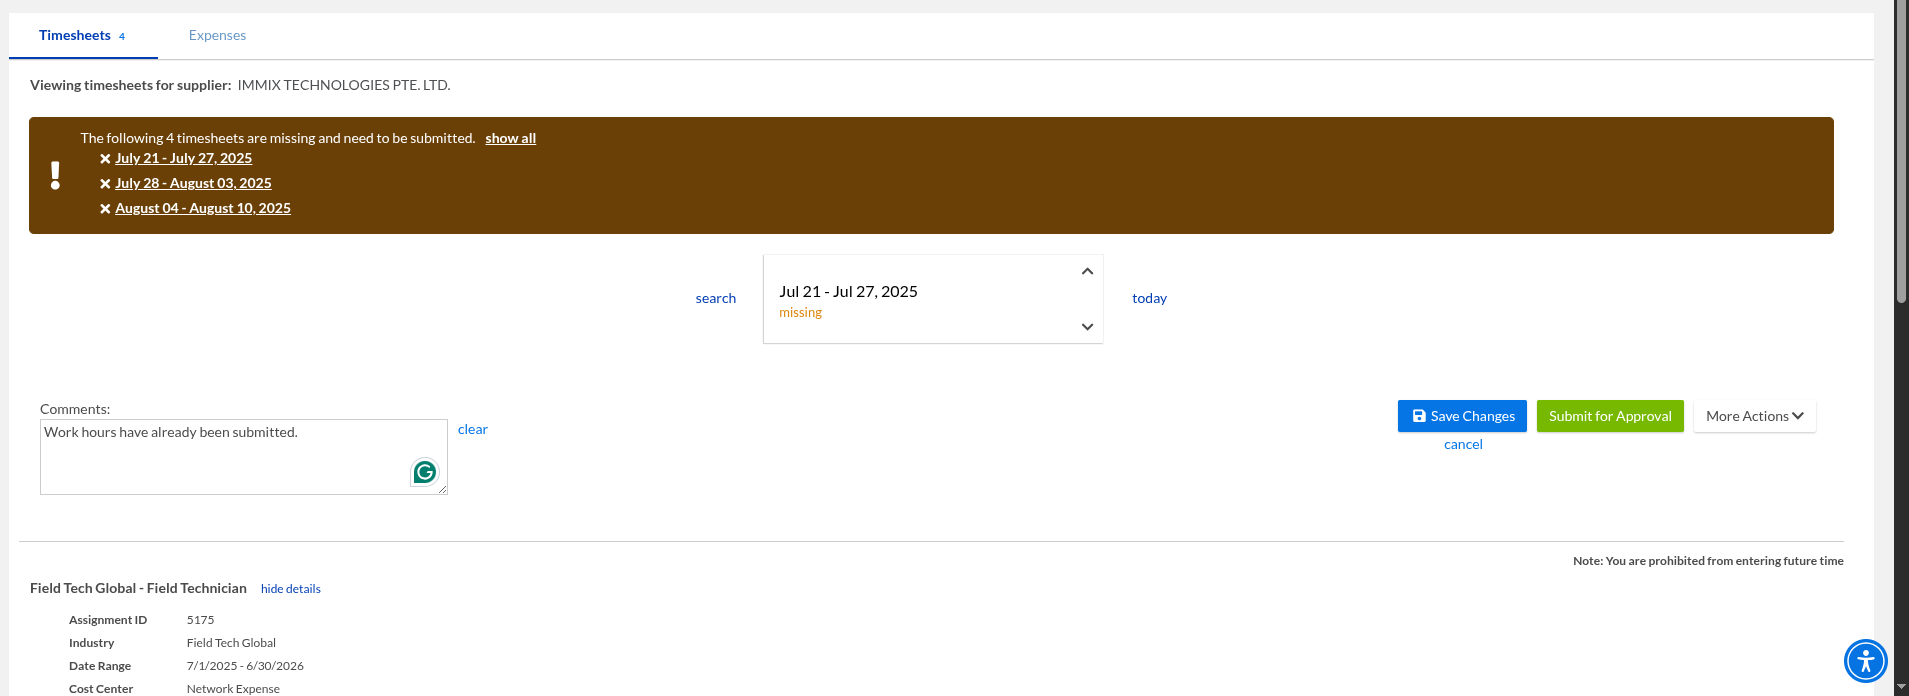 Timesheets 4 Expenses
Viewing timesheets for supplier: IMMIX TECHNOLOGIES PTE. LTD.
The following 4 timesheets are missing and need to be submitted. show all
July 21 - July 27, 2025
July 28 - August 03, 2025
August 04 - August 10, 2025
search
Jul 21 - Jul 27, 2025
missing
today
Comments:
Work hours have already been submitted.
clear
Save Changes Submit for Approval More Actions
cancel
Note: You are prohibited from entering future time
Field Tech Global - Field Technician hide details
Assignment ID 5175
Industry Field Tech Global
Date Range 7/1/2025 - 6/30/2026
Cost Center Network Expense